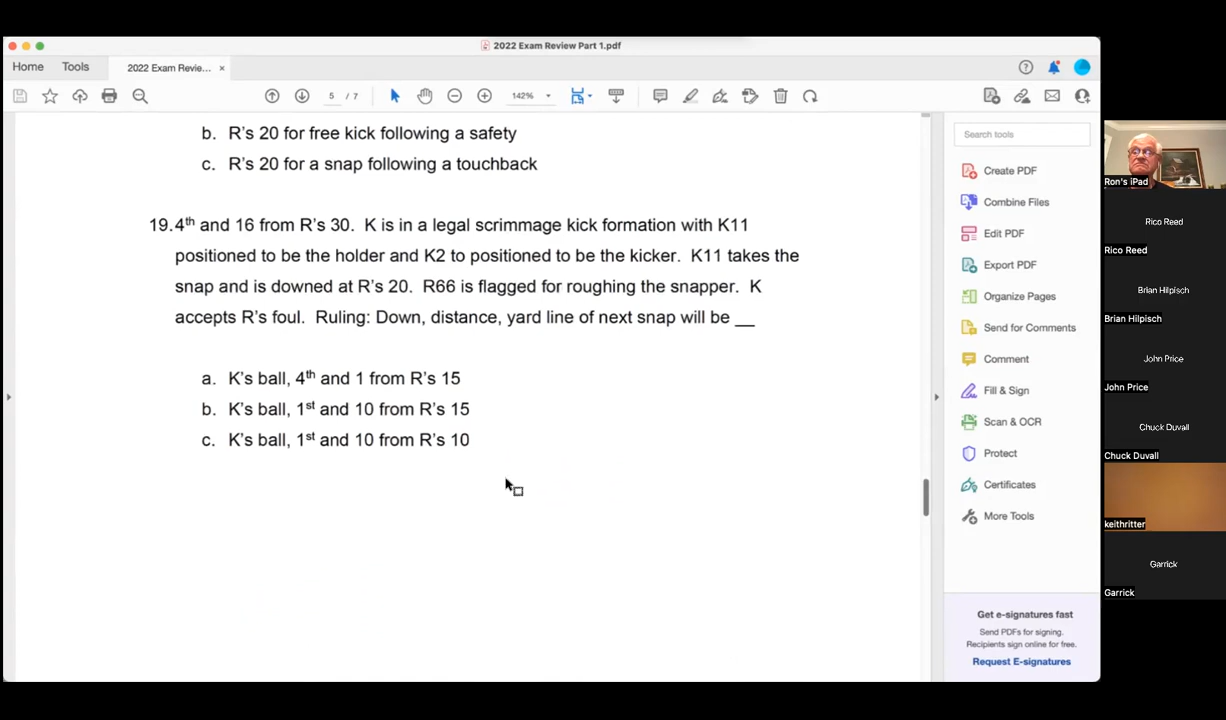 2022 Exam Review Part 1.pdf
Home
Tools
2022 Exam Revie... ×
5 / 7
142%
b. R's 20 for free kick following a safety
c. R's 20 for a snap following a touchback
19. 4th and 16 from R's 30. K is in a legal scrimmage kick formation with K11
positioned to be the holder and K2 to positioned to be the kicker. K11 takes the
snap and is downed at R's 20. R66 is flagged for roughing the snapper. K
accepts R's foul. Ruling: Down, distance, yard line of next snap will be __
a. K's ball, 4th and 1 from R's 15
b. K's ball, 1st and 10 from R's 15
c. K's ball, 1st and 10 from R's 10
Search tools
Create PDF
Combine Files
Edit PDF
Export PDF
Organize Pages
Send for Comments
Comment
Fill & Sign
Scan & OCR
Protect
Certificates
More Tools
Get e-signatures fast
Send PDFs for signing.
Recipients sign online for free.
Request E-signatures
Ron's iPad
Rico Reed
Rico Reed
Brian Hilpisch
Brian Hilpisch
John Price
John Price
Chuck Duvall
Chuck Duvall
keithritter
Garrick
Garrick